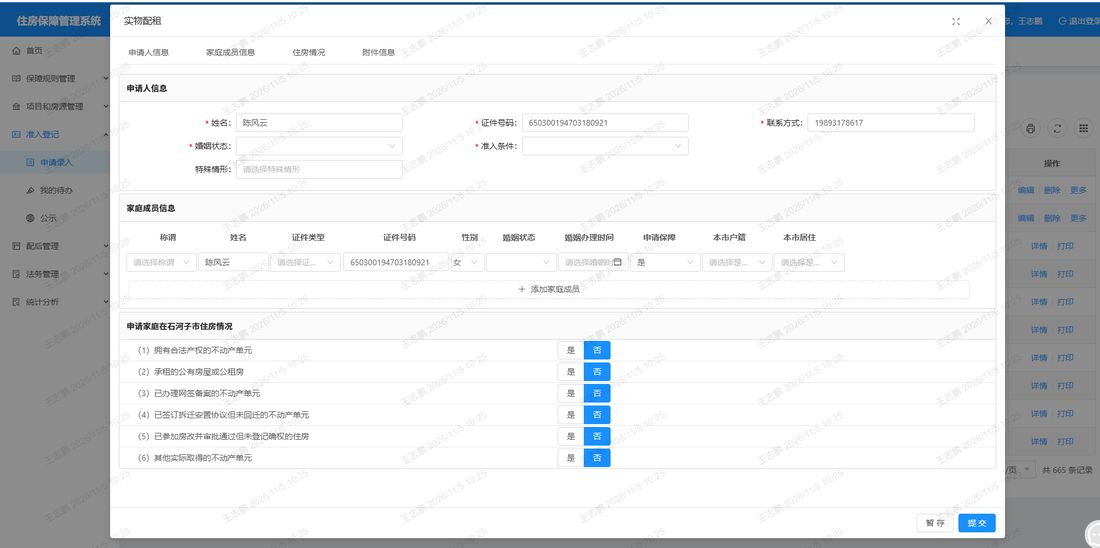 住房保障管理系统
王志鹏
退出登录
首页
保障规则管理
项目和房源管理
准入登记
申请录入
我的待办
公示
配后管理
法务管理
统计分析
实物配租
申请人信息 家庭成员信息 住房情况 附件信息
申请人信息
* 姓名: 陈风云 * 证件号码: 650300194703180921 * 联系方式: 19893178617
* 婚姻状态: * 准入条件:
特殊情形: 请选择特殊情形
家庭成员信息
称谓 姓名 证件类型 证件号码 性别 婚姻状态 婚姻办理时间 申请保障 本市户籍 本市居住
请选择称谓 陈风云 请选择证... 650300194703180921 女 请选择婚姻时 是 请选择是... 请选择是...
+ 添加家庭成员
申请家庭在石河子市住房情况
（1）拥有合法产权的不动产单元 是 否
（2）承租的公有房屋或公租房 是 否
（3）已办理网签备案的不动产单元 是 否
（4）已签订拆迁安置协议但未回迁的不动产单元 是 否
（5）已参加房改并审批通过但未登记确权的住房 是 否
（6）其他实际取得的不动产单元 是 否
暂 存 提 交
操作
编辑 删除 更多
编辑 删除 更多
详情 打印
详情 打印
详情 打印
详情 打印
详情 打印
详情 打印
详情 打印
详情 打印
/页 共 665 条记录
王志鹏 2026/11/5 10:25